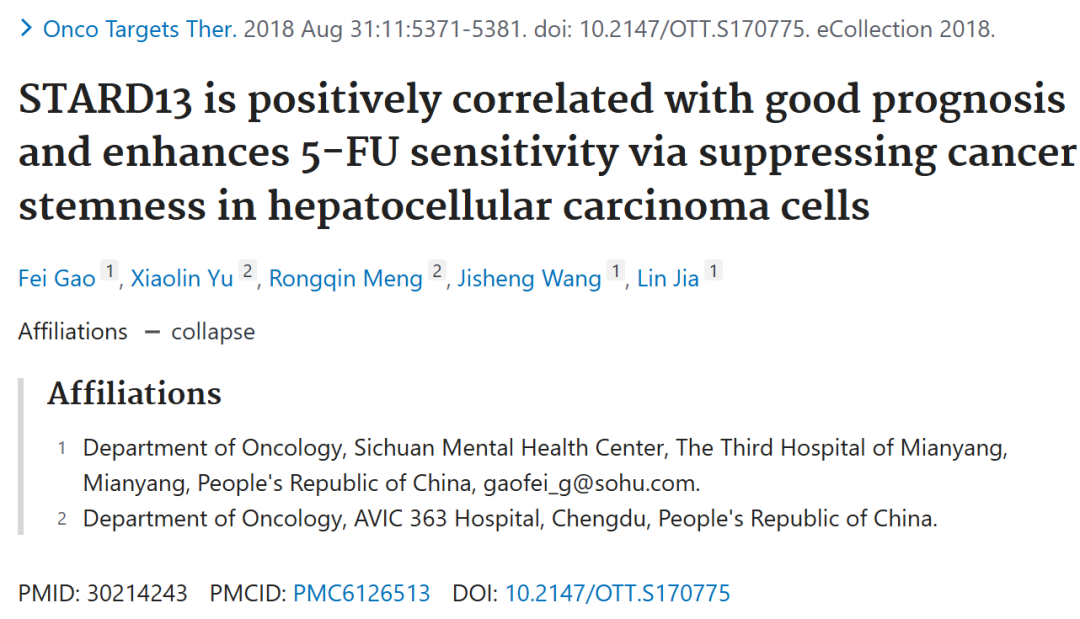 > Onco Targets Ther. 2018 Aug 31:11:5371-5381. doi: 10.2147/OTT.S170775. eCollection 2018.
STARD13 is positively correlated with good prognosis
and enhances 5-FU sensitivity via suppressing cancer
stemness in hepatocellular carcinoma cells
Fei Gao 1, Xiaolin Yu 2, Rongqin Meng 2, Jisheng Wang 1, Lin Jia 1
Affiliations — collapse
Affiliations
1 Department of Oncology, Sichuan Mental Health Center, The Third Hospital of Mianyang,
Mianyang, People's Republic of China, gaofei_g@sohu.com.
2 Department of Oncology, AVIC 363 Hospital, Chengdu, People's Republic of China.
PMID: 30214243 PMCID: PMC6126513 DOI: 10.2147/OTT.S170775